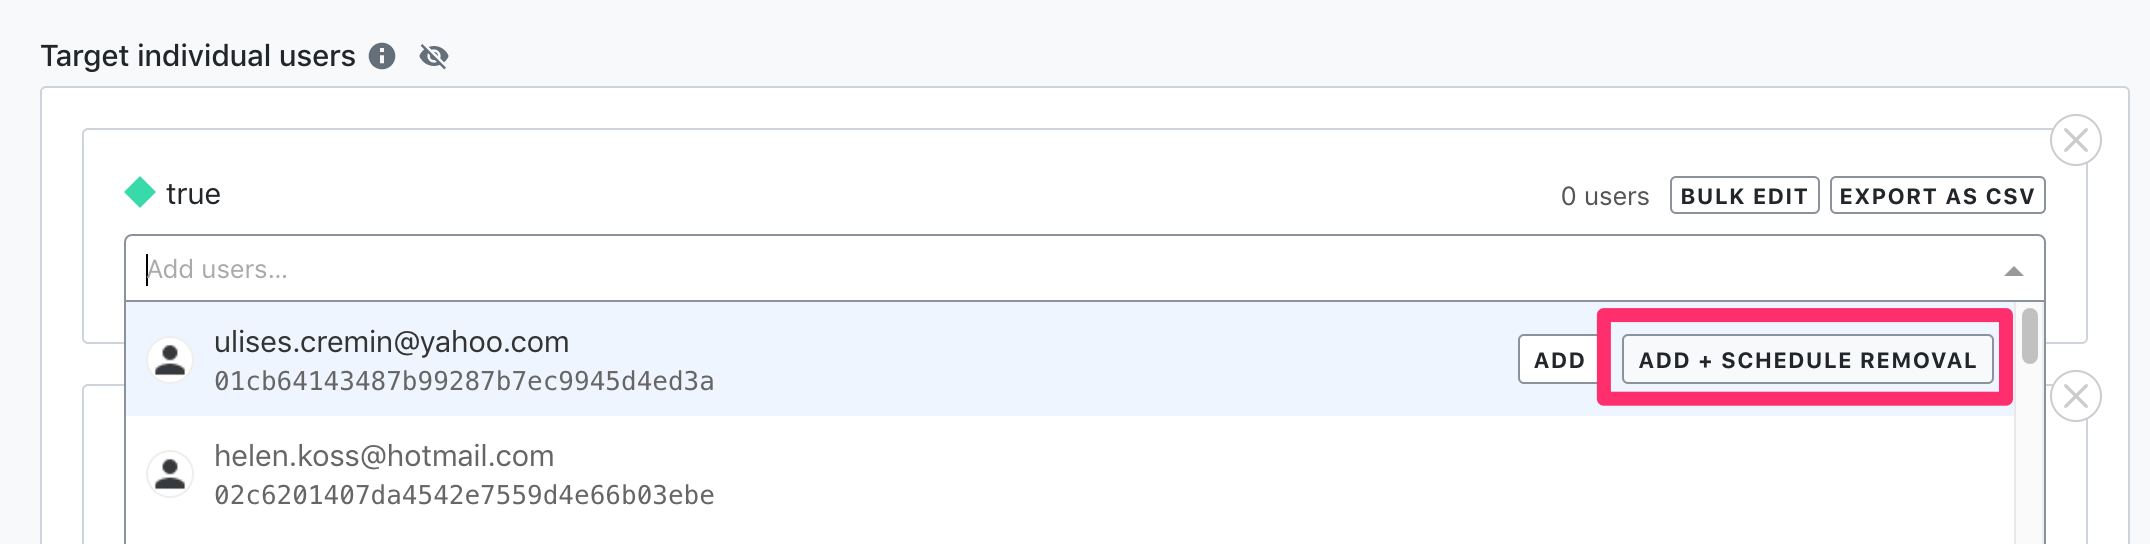 Target individual users
true
0 users BULK EDIT EXPORT AS CSV
Add users...
ulises.cremin@yahoo.com
01cb64143487b99287b7ec9945d4ed3a
ADD ADD + SCHEDULE REMOVAL
helen.koss@hotmail.com
02c6201407da4542e7559d4e66b03ebe